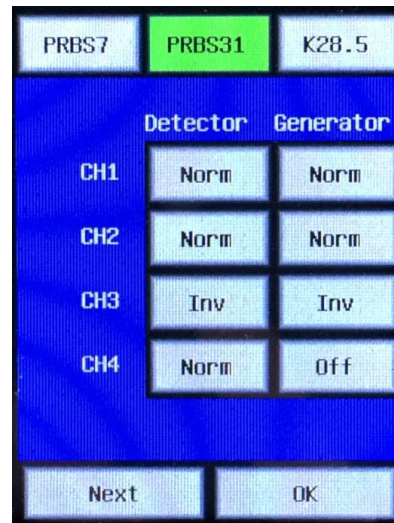 PRBS7 PRBS31 K28.5
Detector Generator
CH1 Norm Norm
CH2 Norm Norm
CH3 Inv Inv
CH4 Norm Off
Next OK